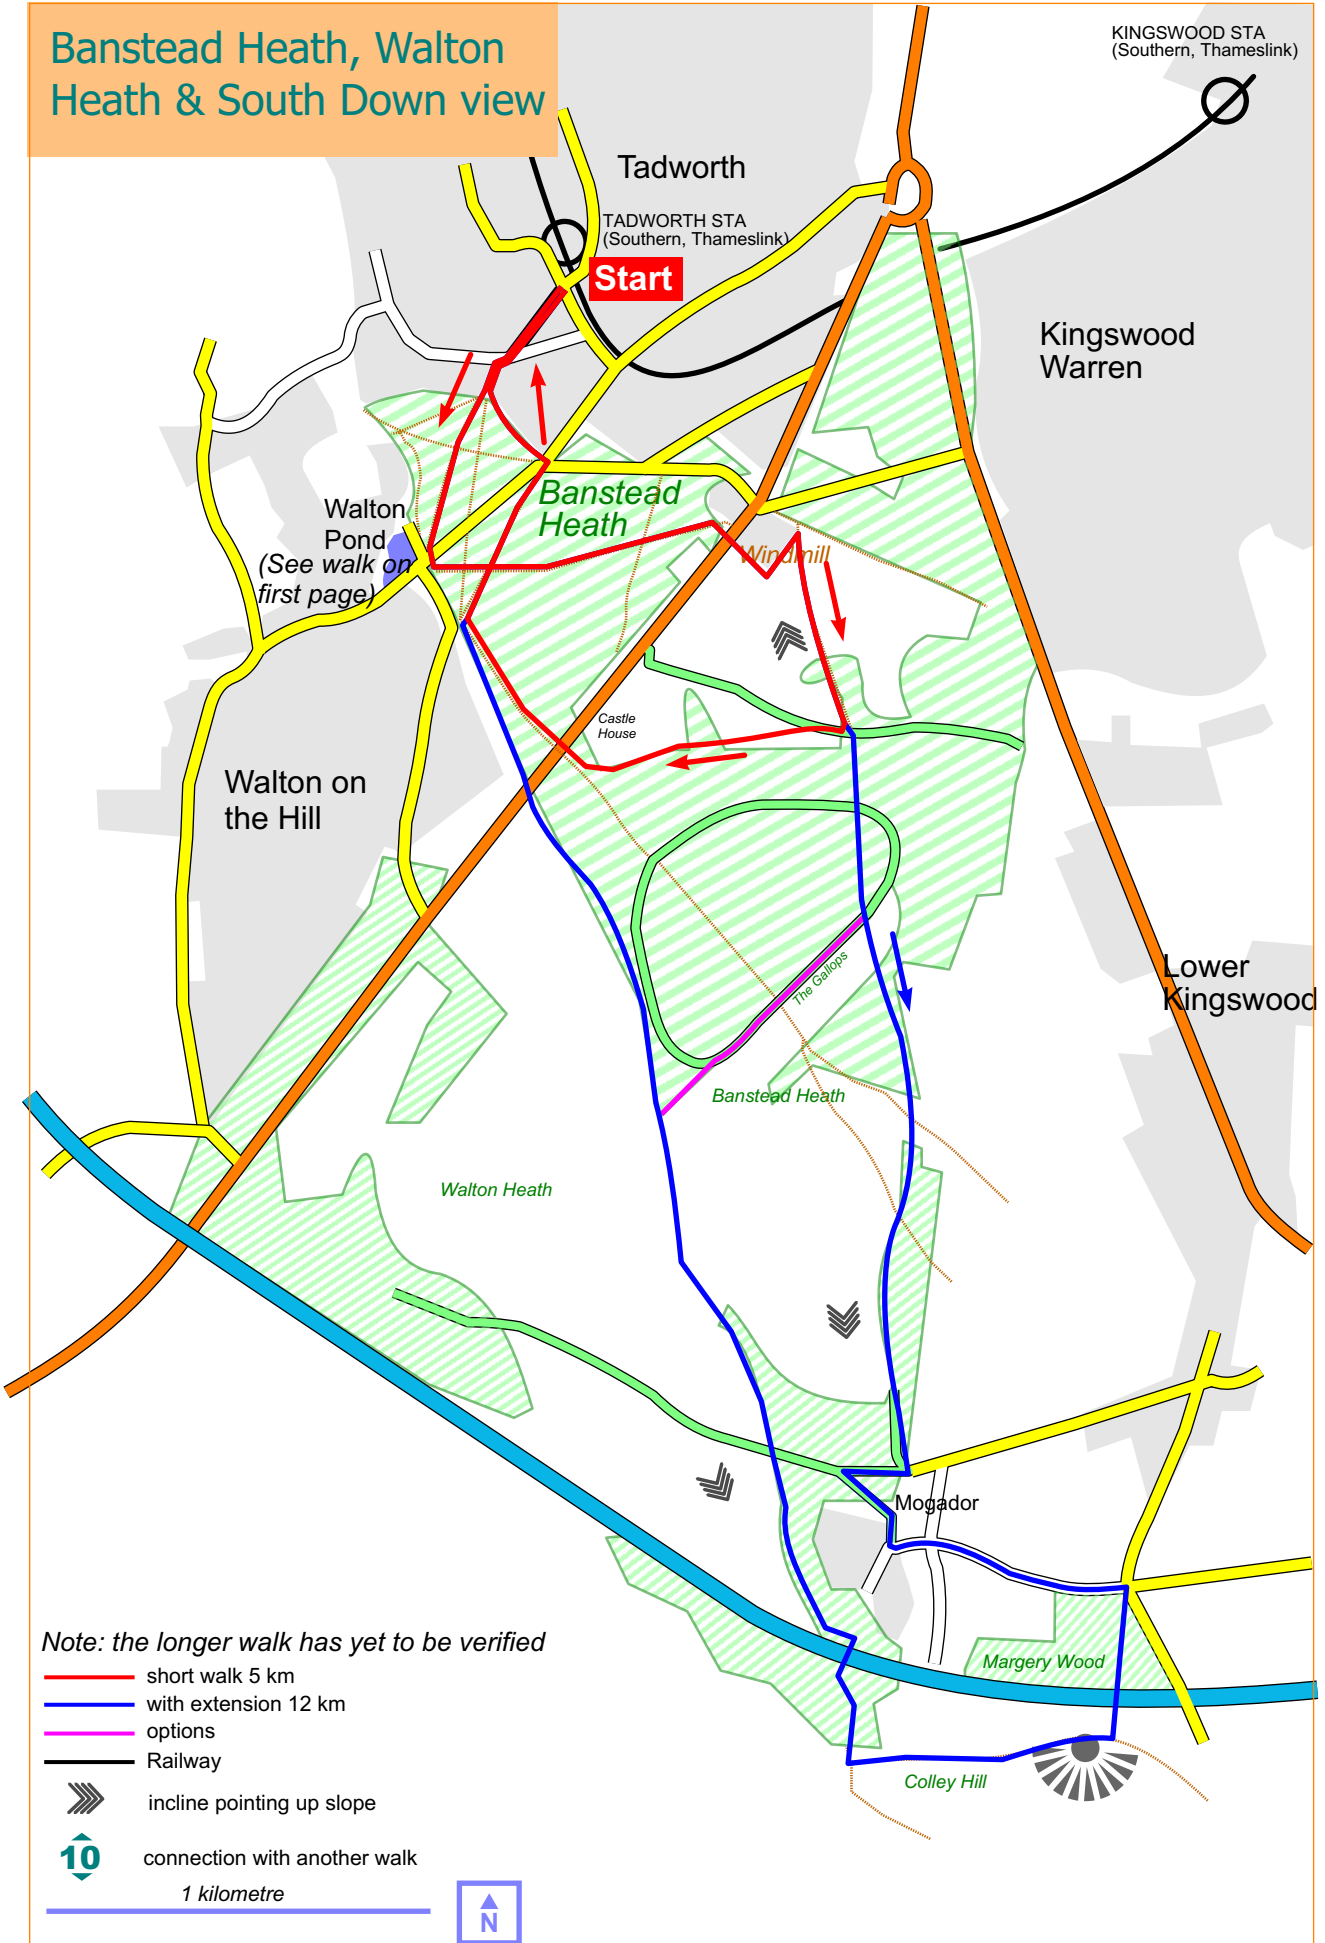 Banstead Heath, Walton
Heath & South Down view
KINGSWOOD STA
(Southern, Thameslink)
Tadworth
TADWORTH STA
(Southern, Thameslink)
Start
Kingswood
Warren
Banstead
Heath
Walton
Pond
(See walk on
first page)
Windmill
Castle
House
Walton on
the Hill
The Gallops
Lower
Kingswood
Banstead Heath
Walton Heath
Mogador
Margery Wood
Colley Hill
Note: the longer walk has yet to be verified
short walk 5 km
with extension 12 km
options
Railway
incline pointing up slope
10
connection with another walk
1 kilometre
N